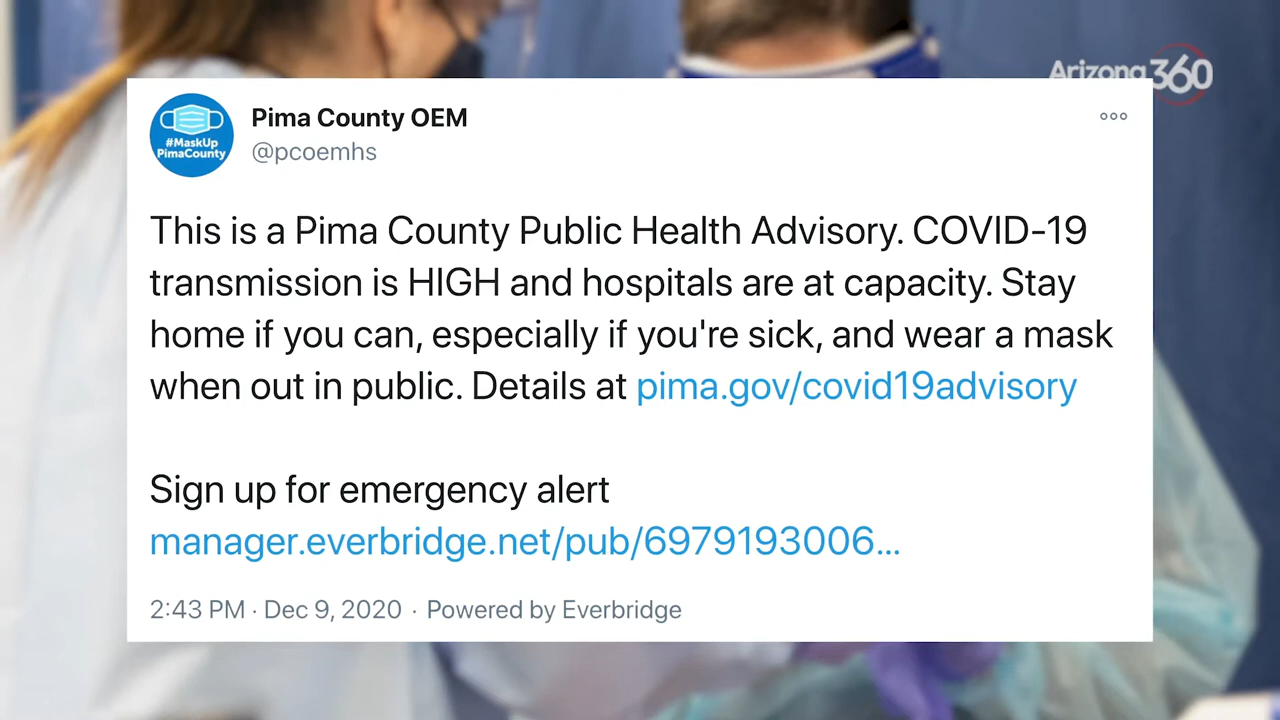 Arizona 360
#MaskUp
PimaCounty
Pima County OEM
@pcoemhs
This is a Pima County Public Health Advisory. COVID-19
transmission is HIGH and hospitals are at capacity. Stay
home if you can, especially if you're sick, and wear a mask
when out in public. Details at pima.gov/covid19advisory
Sign up for emergency alert
manager.everbridge.net/pub/6979193006...
2:43 PM · Dec 9, 2020 · Powered by Everbridge